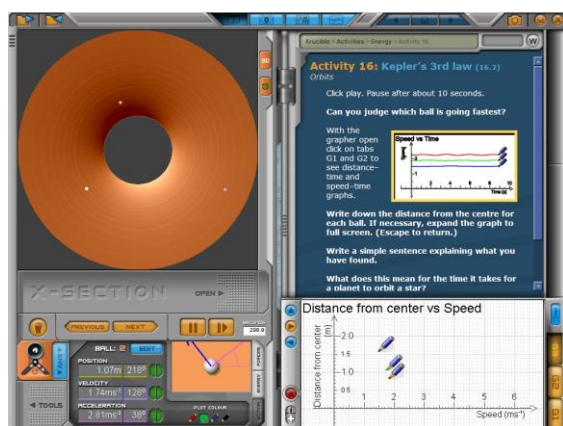 Xrucible > Activities > Energy > Activity 16
W
Activity 16: Kepler's 3rd law (16.2)
Orbits
Click play. Pause after about 10 seconds.
Can you judge which ball is going fastest?
With the
grapher open
click on tabs
G1 and G2 to
see distance-
time and
speed-time
graphs.
Speed vs Time
Time (s)
Write down the distance from the centre for
each ball. If necessary, expand the graph to
full screen. (Escape to return.)
Write a simple sentence explaining what you
have found.
What does this mean for the time it takes for
a planet to orbit a star?
3D
X-SECTION
OPEN
PREVIOUS
NEXT
SECONDS
BALL: 2
EDIT
POSITION
1.07m 218°
VELOCITY
1.74ms⁻¹ 128°
ACCELERATION
2.81ms⁻² 38°
PLOT COLOUR
TOOLS
Distance from center vs Speed
Distance from center (m)
2.0
1.5
1.0
0.5
1 2 3 4 5 6
Speed (ms⁻¹)